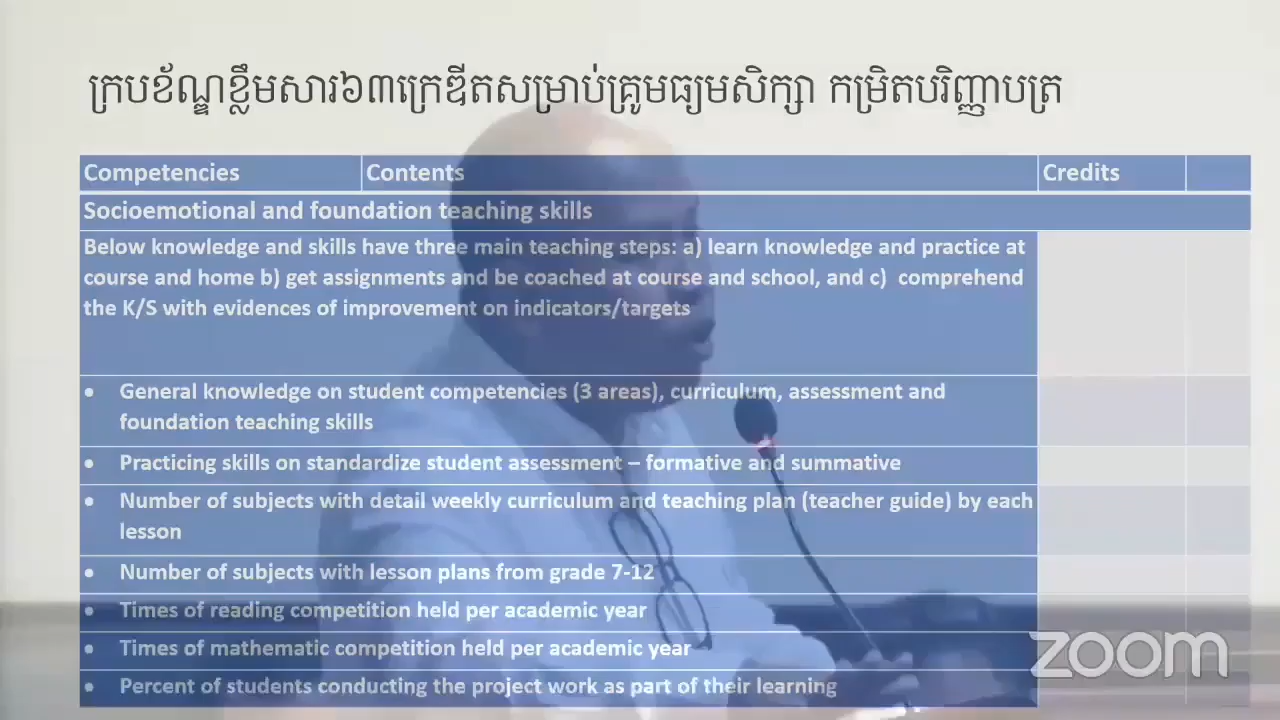 ក្របខ័ណ្ឌខ្លឹមសារ៦៣ក្រេឌីតសម្រាប់គ្រូមធ្យមសិក្សា កម្រិតបរិញ្ញាបត្រ
Competencies Contents Credits
Socioemotional and foundation teaching skills
Below knowledge and skills have three main teaching steps: a) learn knowledge and practice at
course and home b) get assignments and be coached at course and school, and c) comprehend
the K/S with evidences of improvement on indicators/targets
• General knowledge on student competencies (3 areas), curriculum, assessment and
foundation teaching skills
• Practicing skills on standardize student assessment – formative and summative
• Number of subjects with detail weekly curriculum and teaching plan (teacher guide) by each
lesson
• Number of subjects with lesson plans from grade 7-12
• Times of reading competition held per academic year
• Times of mathematic competition held per academic year
• Percent of students conducting the project work as part of their learning
zoom